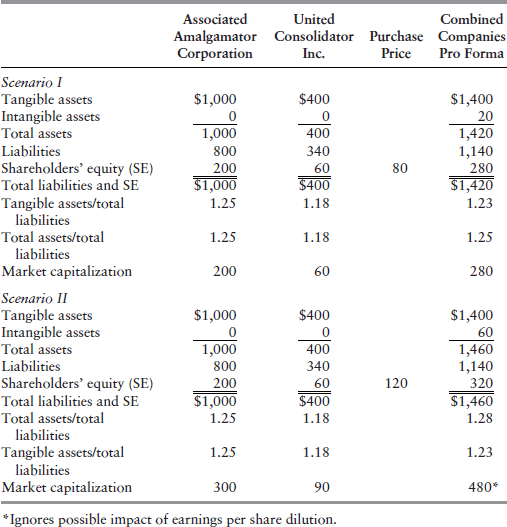 Associated Amalgamator Corporation United Consolidator Inc. Purchase Price Combined Companies Pro Forma
Scenario I
Tangible assets $1,000 $400 $1,400
Intangible assets 0 0 20
Total assets 1,000 400 1,420
Liabilities 800 340 1,140
Shareholders' equity (SE) 200 60 80 280
Total liabilities and SE $1,000 $400 $1,420
Tangible assets/total liabilities 1.25 1.18 1.23
Total assets/total liabilities 1.25 1.18 1.25
Market capitalization 200 60 280
Scenario II
Tangible assets $1,000 $400 $1,400
Intangible assets 0 0 60
Total assets 1,000 400 1,460
Liabilities 800 340 1,140
Shareholders' equity (SE) 200 60 120 320
Total liabilities and SE $1,000 $400 $1,460
Total assets/total liabilities 1.25 1.18 1.28
Tangible assets/total liabilities 1.25 1.18 1.23
Market capitalization 300 90 480*
*Ignores possible impact of earnings per share dilution.